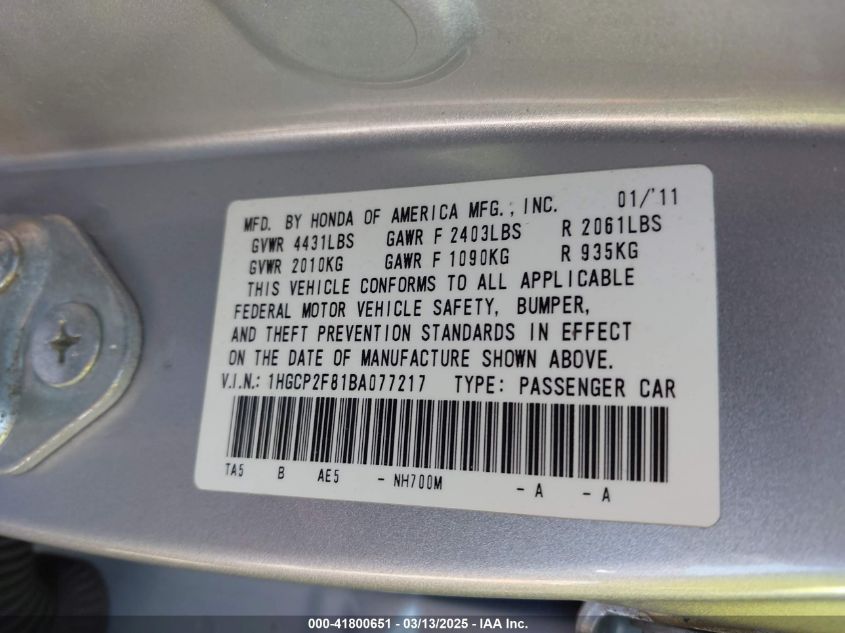 MFD. BY HONDA OF AMERICA MFG., INC. 01/'11
GVWR 4431LBS GAWR F 2403LBS R 2061LBS
GVWR 2010KG GAWR F 1090KG R 935KG
THIS VEHICLE CONFORMS TO ALL APPLICABLE
FEDERAL MOTOR VEHICLE SAFETY, BUMPER,
AND THEFT PREVENTION STANDARDS IN EFFECT
ON THE DATE OF MANUFACTURE SHOWN ABOVE.
V.I.N.: 1HGCP2F81BA077217 TYPE: PASSENGER CAR
TA5 B AE5 - NH700M - A - A
000-41800651 - 03/13/2025 - IAA Inc.